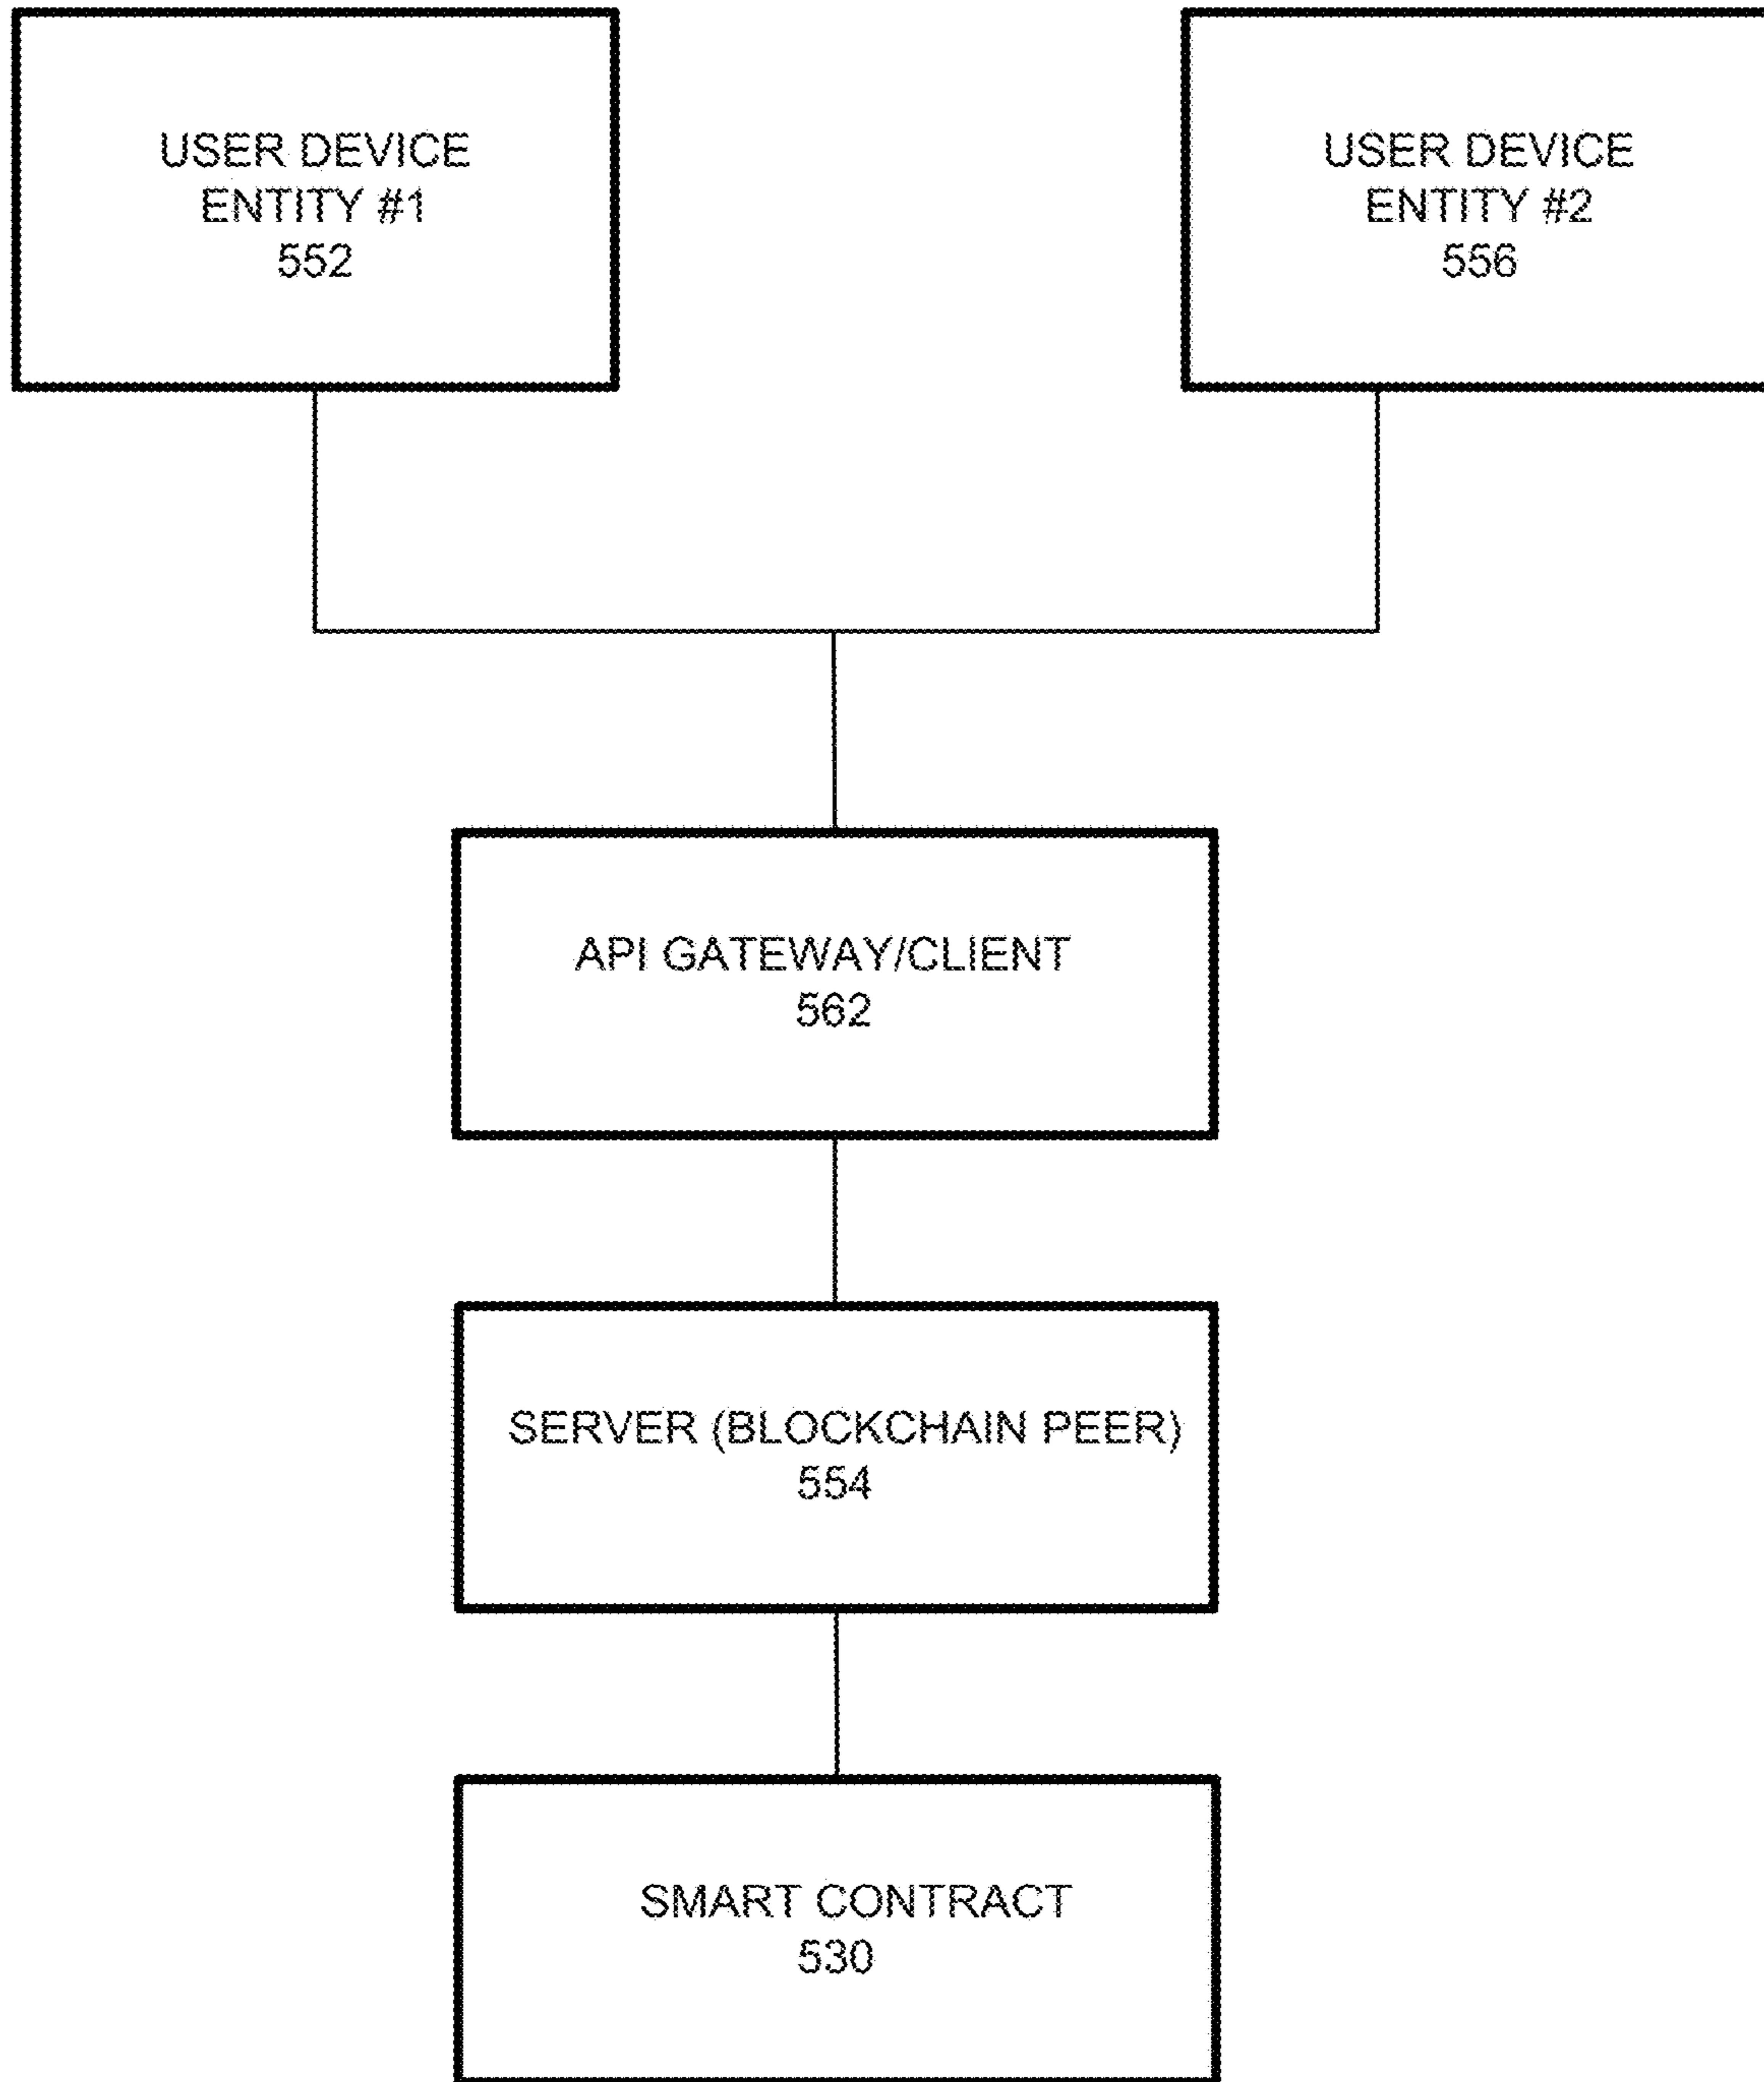 USER DEVICE
ENTITY #1
552
USER DEVICE
ENTITY #2
556
API GATEWAY/CLIENT
562
SERVER (BLOCKCHAIN PEER)
554
SMART CONTRACT
530